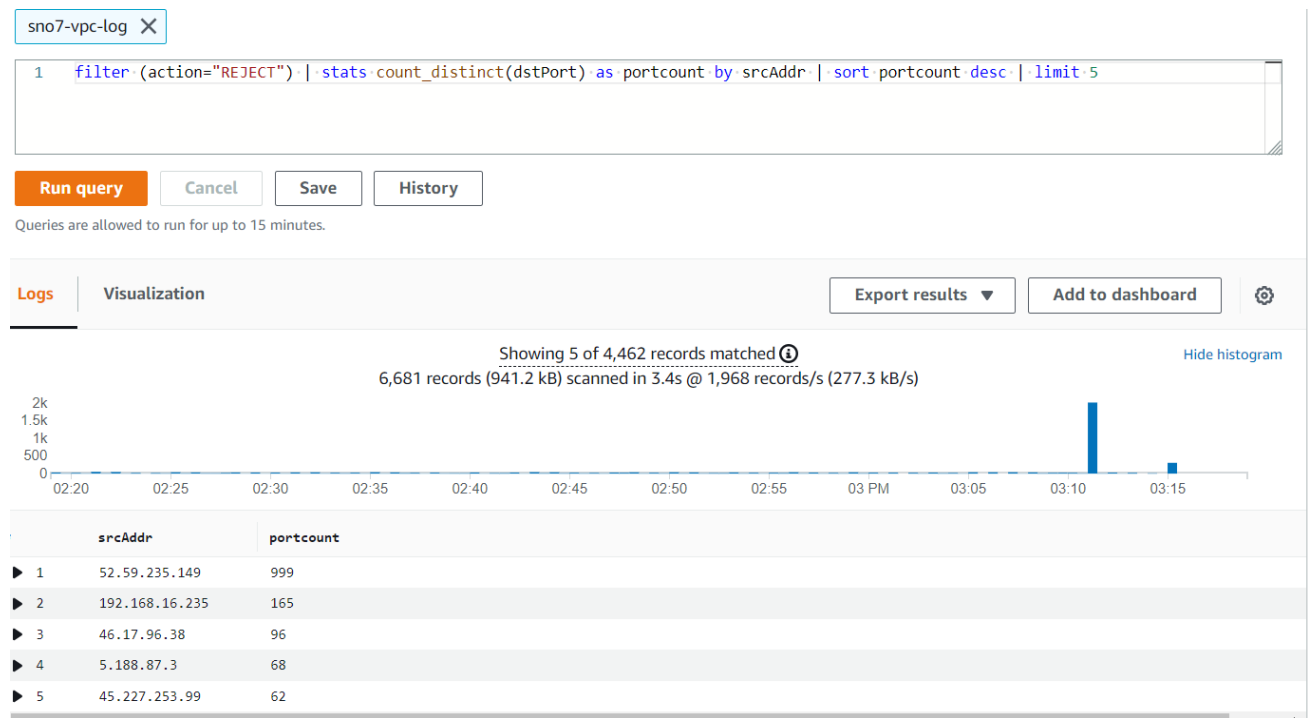 sno7-vpc-log
1 filter (action="REJECT") | stats count_distinct(dstPort) as portcount by srcAddr | sort portcount desc | limit 5
Run query Cancel Save History
Queries are allowed to run for up to 15 minutes.
Logs Visualization Export results Add to dashboard
Showing 5 of 4,462 records matched
Hide histogram
6,681 records (941.2 kB) scanned in 3.4s @ 1,968 records/s (277.3 kB/s)
2k
1.5k
1k
500
0
02:20 02:25 02:30 02:35 02:40 02:45 02:50 02:55 03 PM 03:05 03:10 03:15
srcAddr portcount
1 52.59.235.149 999
2 192.168.16.235 165
3 46.17.96.38 96
4 5.188.87.3 68
5 45.227.253.99 62